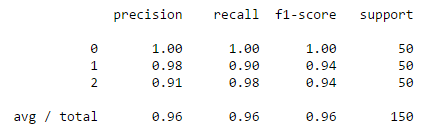 precision recall f1-score support
0 1.00 1.00 1.00 50
1 0.98 0.90 0.94 50
2 0.91 0.98 0.94 50
avg / total 0.96 0.96 0.96 150